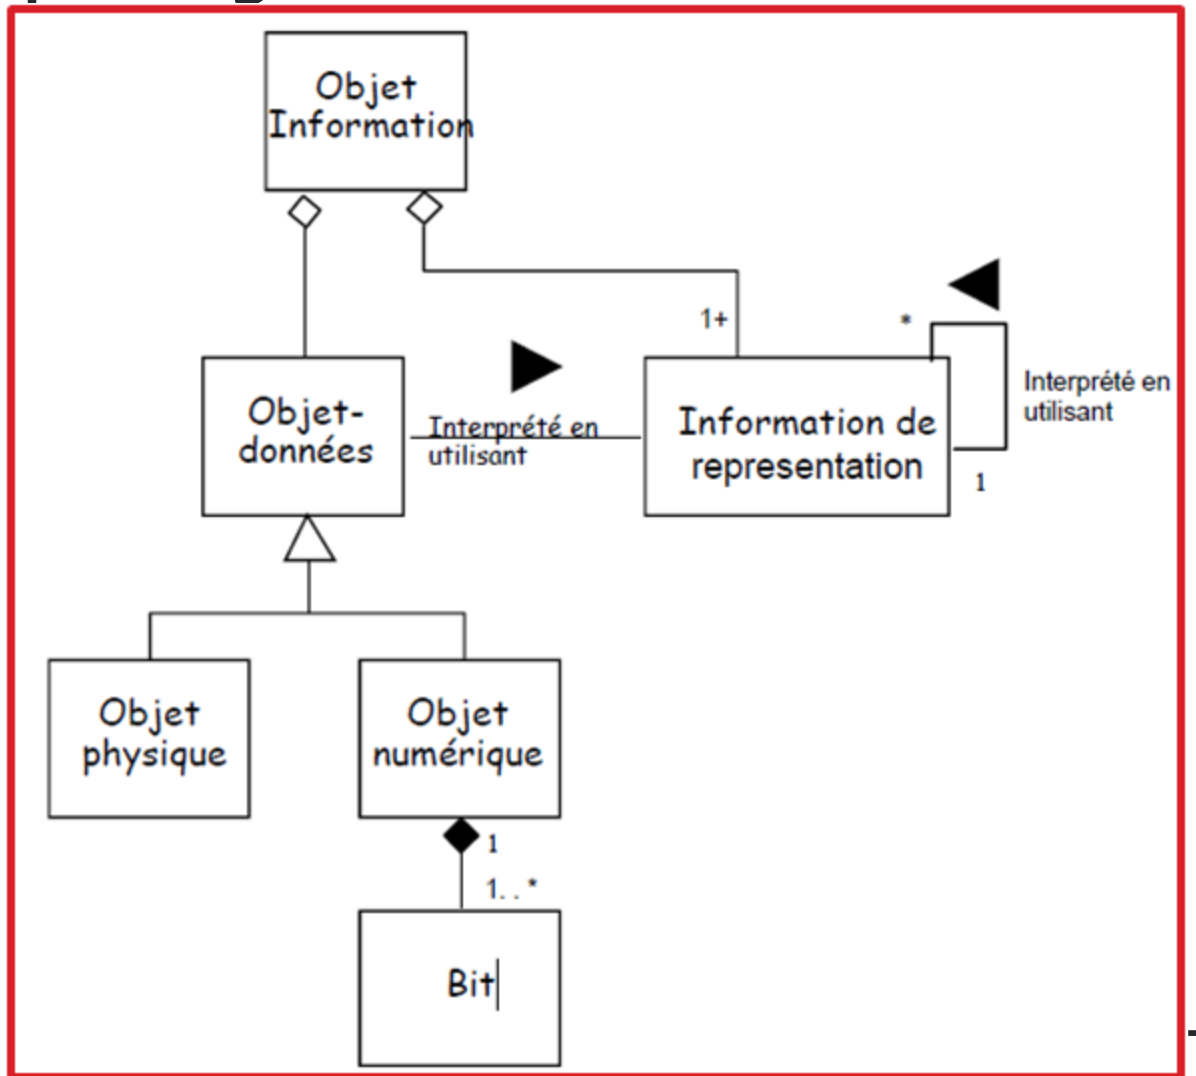 Objet
Information
1+
*
Interprété en
utilisant
Objet-
données
Interprété en
utilisant
Information de
representation
1
Objet
physique
Objet
numérique
1
1..*
Bit